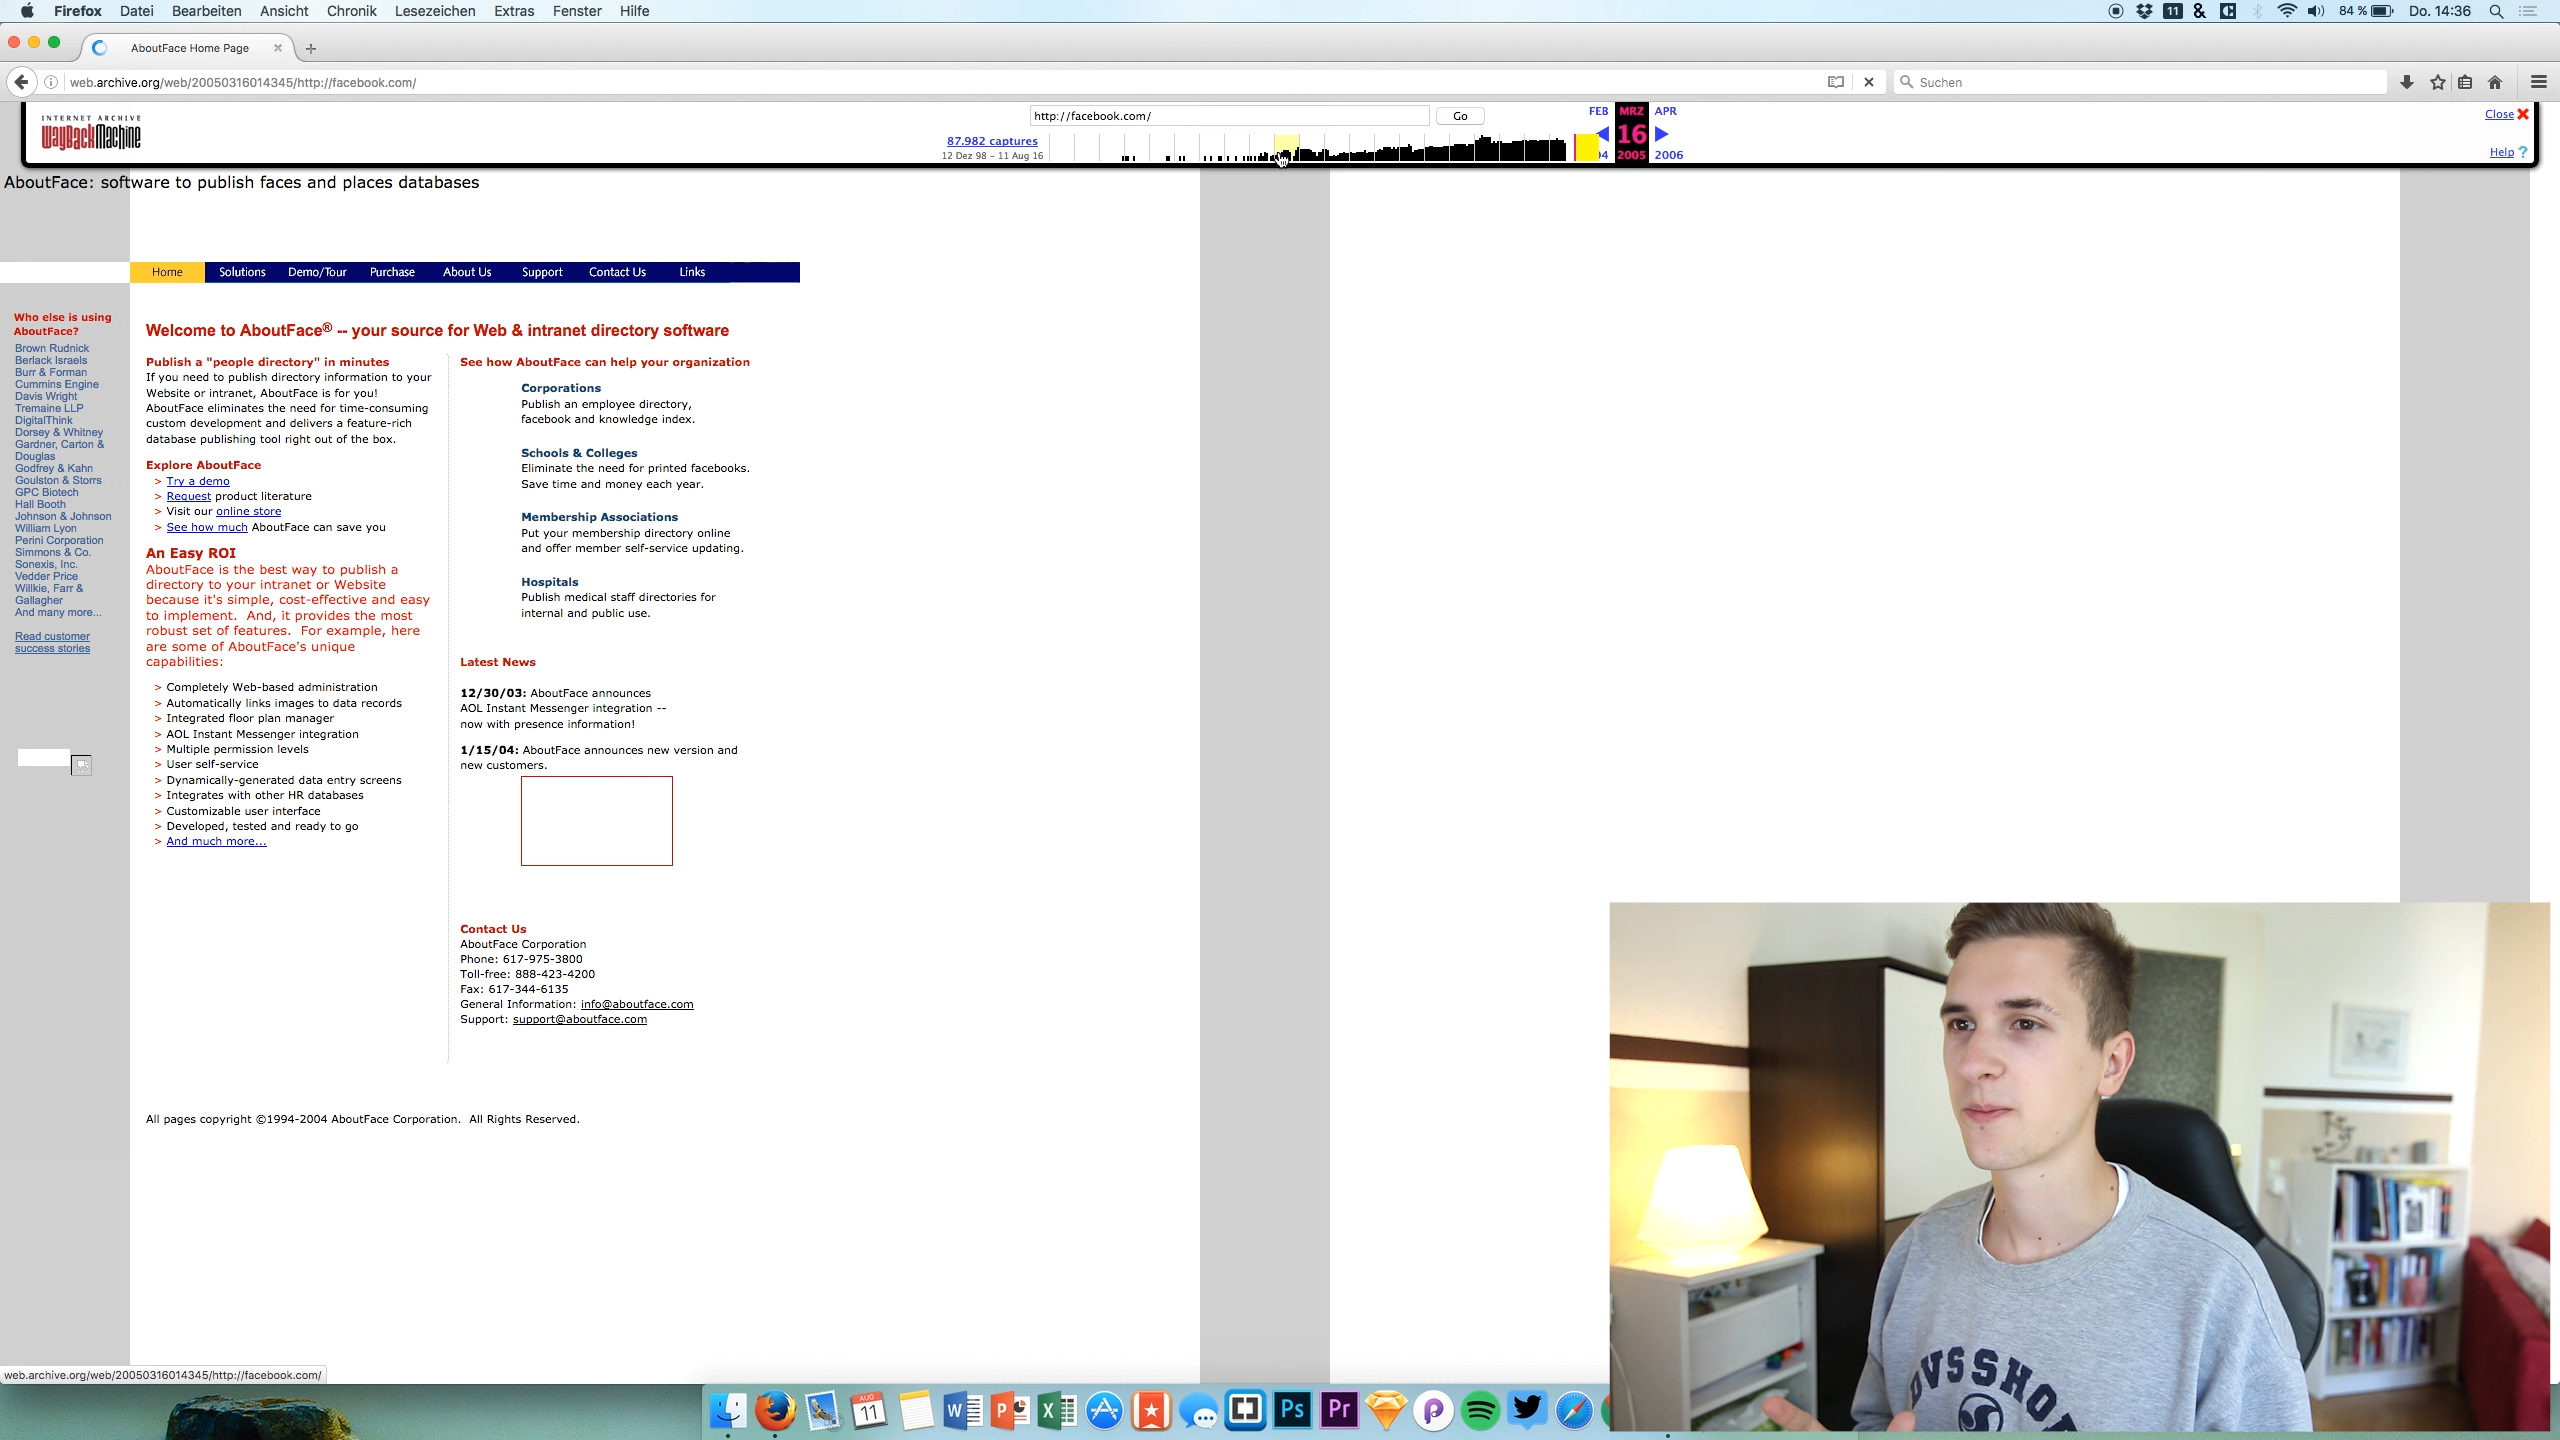 Firefox Datei Bearbeiten Ansicht Chronik Lesezeichen Extras Fenster Hilfe
11 84 % Do. 14:36
AboutFace Home Page
web.archive.org/web/20050316014345/http://facebook.com/
Suchen
INTERNET ARCHIVE
WayBackMachine
http://facebook.com/ Go
87.982 captures
12 Dez 98 – 11 Aug 16
FEB MRZ APR
16
2005 2006
Close
Help ?
AboutFace: software to publish faces and places databases
Home Solutions Demo/Tour Purchase About Us Support Contact Us Links
Who else is using
AboutFace?
Brown Rudnick
Berlack Israels
Burr & Forman
Cummins Engine
Davis Wright
Tremaine LLP
DigitalThink
Dorsey & Whitney
Gardner, Carton &
Douglas
Godfrey & Kahn
Goulston & Storrs
GPC Biotech
Hall Booth
Johnson & Johnson
William Lyon
Perini Corporation
Simmons & Co.
Sonexis, Inc.
Vedder Price
Willkie, Farr &
Gallagher
And many more...
Read customer
success stories
Welcome to AboutFace® -- your source for Web & intranet directory software
Publish a "people directory" in minutes
If you need to publish directory information to your
Website or intranet, AboutFace is for you!
AboutFace eliminates the need for time-consuming
custom development and delivers a feature-rich
database publishing tool right out of the box.
Explore AboutFace
> Try a demo
> Request product literature
> Visit our online store
> See how much AboutFace can save you
An Easy ROI
AboutFace is the best way to publish a
directory to your intranet or Website
because it's simple, cost-effective and easy
to implement. And, it provides the most
robust set of features. For example, here
are some of AboutFace's unique
capabilities:
> Completely Web-based administration
> Automatically links images to data records
> Integrated floor plan manager
> AOL Instant Messenger integration
> Multiple permission levels
> User self-service
> Dynamically-generated data entry screens
> Integrates with other HR databases
> Customizable user interface
> Developed, tested and ready to go
> And much more...
See how AboutFace can help your organization
Corporations
Publish an employee directory,
facebook and knowledge index.
Schools & Colleges
Eliminate the need for printed facebooks.
Save time and money each year.
Membership Associations
Put your membership directory online
and offer member self-service updating.
Hospitals
Publish medical staff directories for
internal and public use.
Latest News
12/30/03: AboutFace announces
AOL Instant Messenger integration --
now with presence information!
1/15/04: AboutFace announces new version and
new customers.
Contact Us
AboutFace Corporation
Phone: 617-975-3800
Toll-free: 888-423-4200
Fax: 617-344-6135
General Information: info@aboutface.com
Support: support@aboutface.com
All pages copyright ©1994-2004 AboutFace Corporation. All Rights Reserved.
web.archive.org/web/20050316014345/http://facebook.com/
AUG
11
W P X Ps Pr